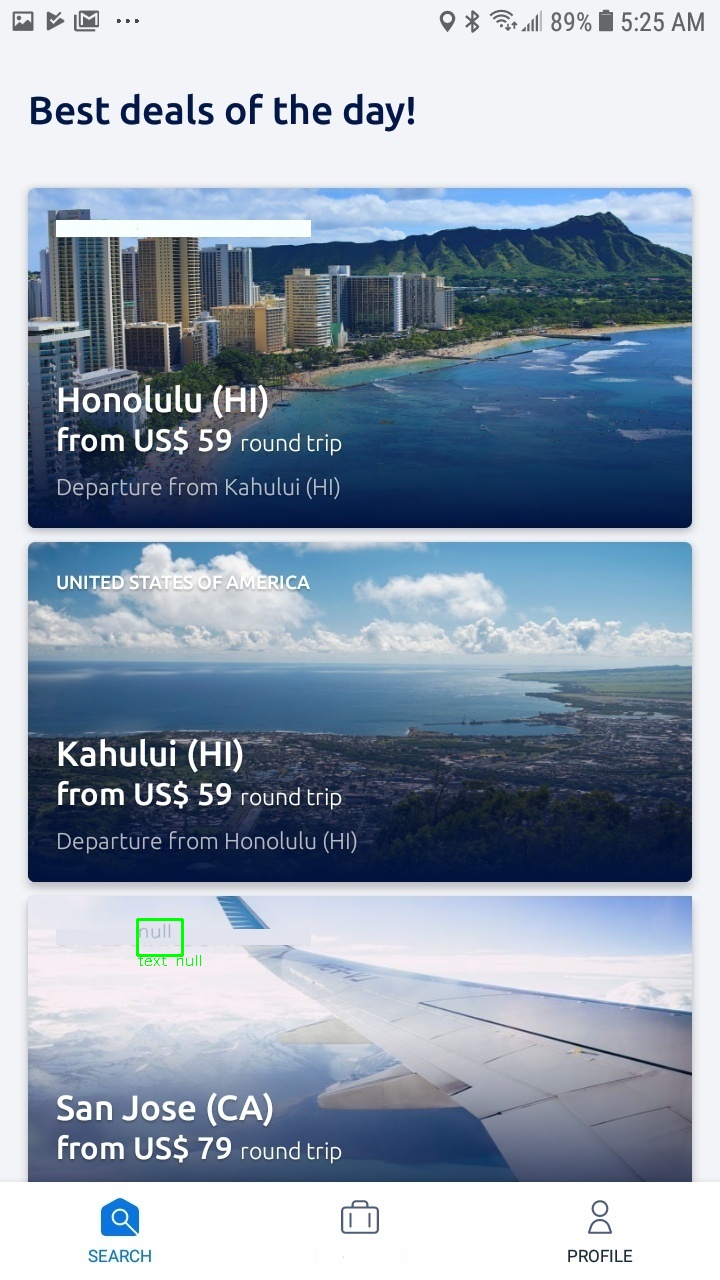 89% 5:25 AM
Best deals of the day!
Honolulu (HI)
from US$ 59 round trip
Departure from Kahului (HI)
UNITED STATES OF AMERICA
Kahului (HI)
from US$ 59 round trip
Departure from Honolulu (HI)
null
text null
San Jose (CA)
from US$ 79 round trip
SEARCH
PROFILE